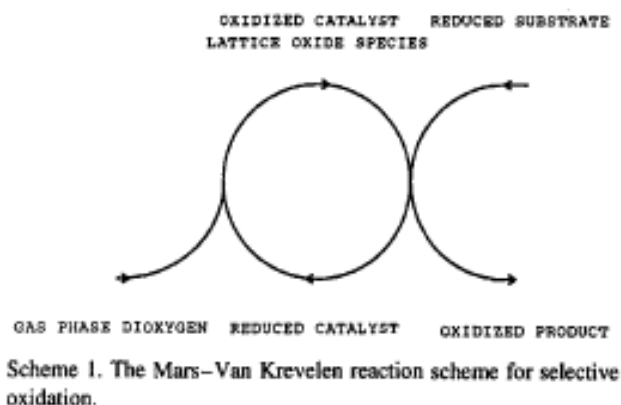 OXIDIZED CATALYST REDUCED SUBSTRATE
LATTICE OXIDE SPECIES
GAS PHASE DIOXYGEN REDUCED CATALYST OXIDIZED PRODUCT
Scheme 1. The Mars–Van Krevelen reaction scheme for selective
oxidation.